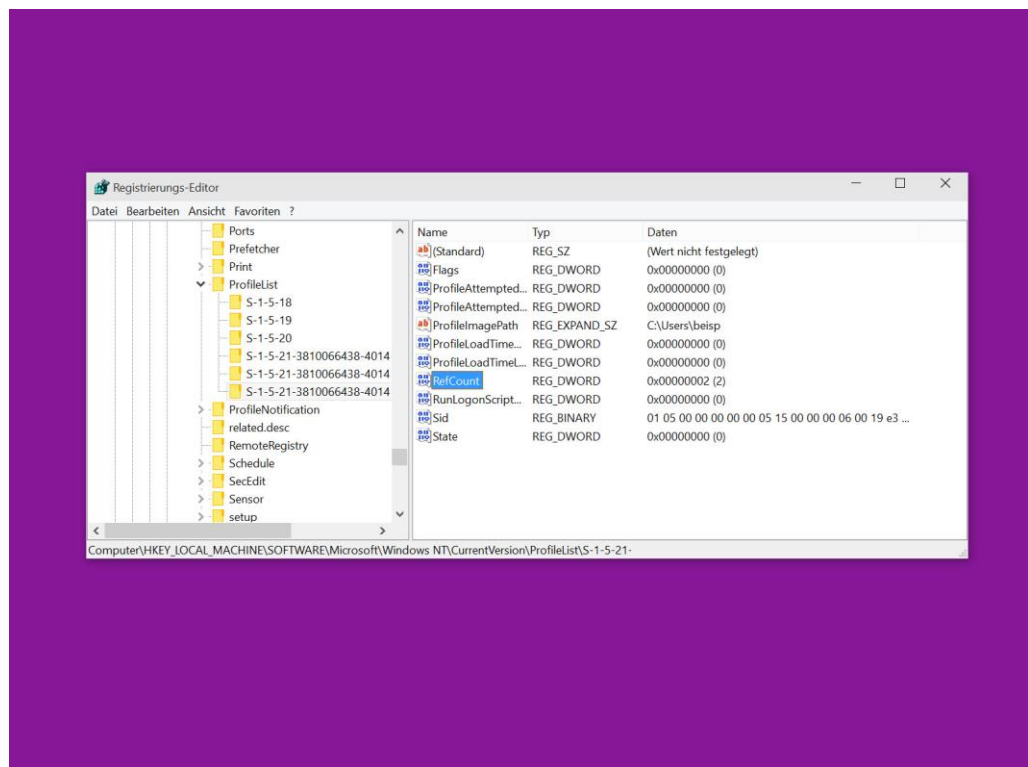 Registrierungs-Editor
Datei Bearbeiten Ansicht Favoriten ?
Ports
Prefetcher
Print
ProfileList
S-1-5-18
S-1-5-19
S-1-5-20
S-1-5-21-3810066438-4014
S-1-5-21-3810066438-4014
S-1-5-21-3810066438-4014
ProfileNotification
related.desc
RemoteRegistry
Schedule
SecEdit
Sensor
setup
Name Typ Daten
(Standard) REG_SZ (Wert nicht festgelegt)
Flags REG_DWORD 0x00000000 (0)
ProfileAttempted... REG_DWORD 0x00000000 (0)
ProfileAttempted... REG_DWORD 0x00000000 (0)
ProfileImagePath REG_EXPAND_SZ C:\Users\beisp
ProfileLoadTime... REG_DWORD 0x00000000 (0)
ProfileLoadTimeL... REG_DWORD 0x00000000 (0)
RefCount REG_DWORD 0x00000002 (2)
RunLogonScript... REG_DWORD 0x00000000 (0)
Sid REG_BINARY 01 05 00 00 00 00 00 05 15 00 00 00 06 00 19 e3 ...
State REG_DWORD 0x00000000 (0)
Computer\HKEY_LOCAL_MACHINE\SOFTWARE\Microsoft\Windows NT\CurrentVersion\ProfileList\S-1-5-21-